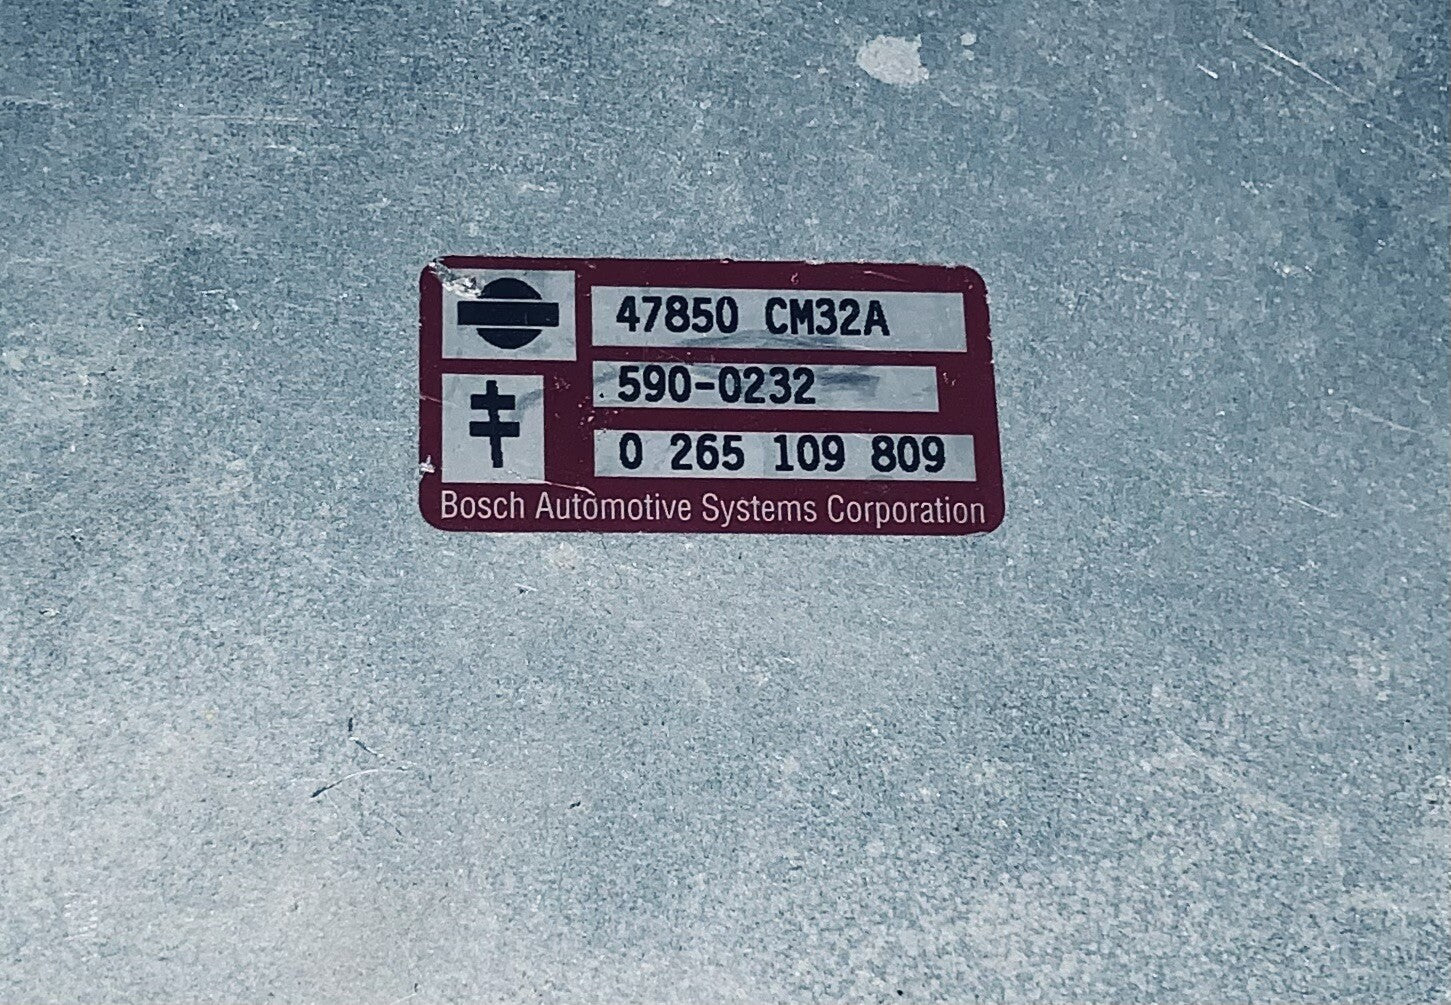 47850 CM32A
590-0232
0 265 109 809
Bosch Automotive Systems Corporation